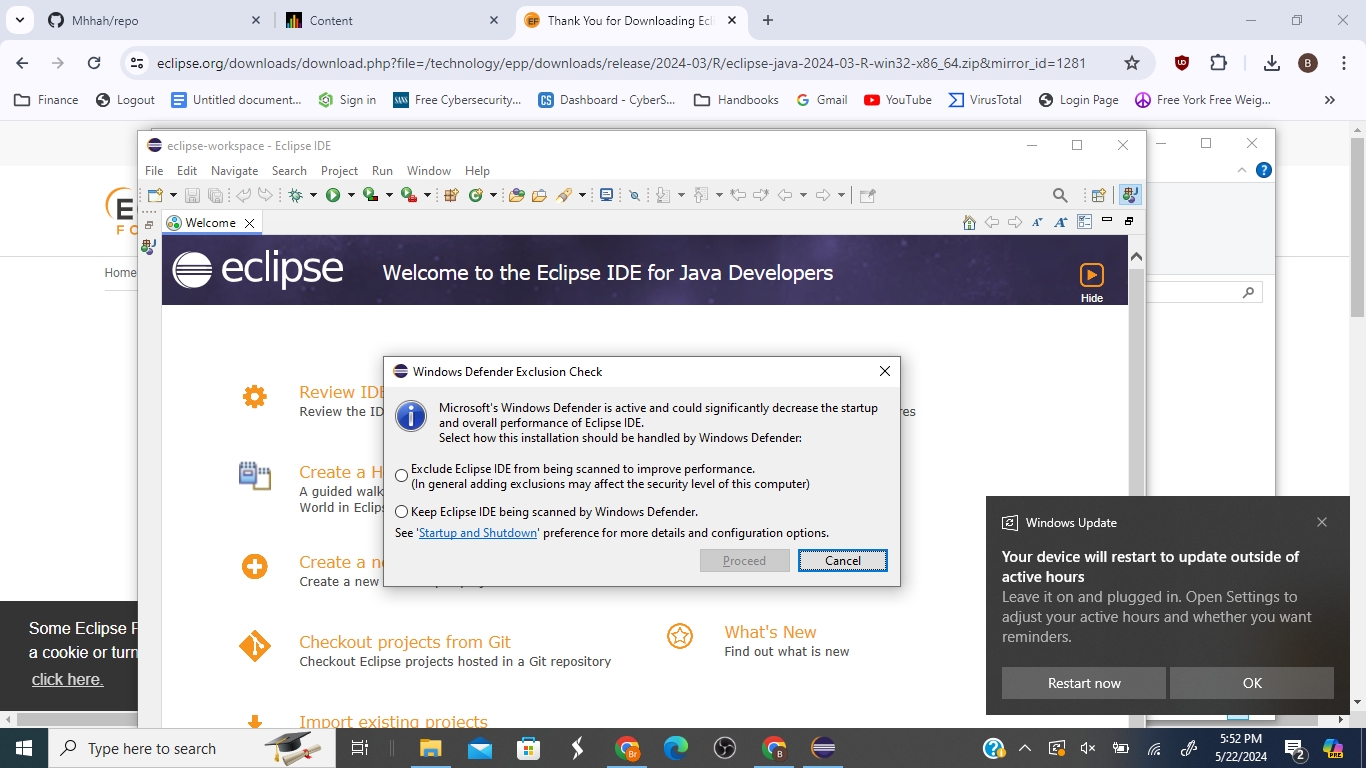 Mhhah/repo
Content
EF
Thank You for Downloading Ecl
eclipse.org/downloads/download.php?file=/technology/epp/downloads/release/2024-03/R/eclipse-java-2024-03-R-win32-x86_64.zip&mirror_id=1281
B
Finance
Logout
Untitled document...
Sign in
SANS
Free Cybersecurity...
CS
Dashboard - CyberS...
Handbooks
Gmail
YouTube
VirusTotal
Login Page
Free York Free Weig...
eclipse-workspace - Eclipse IDE
File Edit Navigate Search Project Run Window Help
Welcome
Home
eclipse
Welcome to the Eclipse IDE for Java Developers
Hide
Review IDE
Review the ID
res
Windows Defender Exclusion Check
Microsoft's Windows Defender is active and could significantly decrease the startup
and overall performance of Eclipse IDE.
Select how this installation should be handled by Windows Defender:
Exclude Eclipse IDE from being scanned to improve performance.
(In general adding exclusions may affect the security level of this computer)
Keep Eclipse IDE being scanned by Windows Defender.
See 'Startup and Shutdown' preference for more details and configuration options.
Proceed
Cancel
Create a H
A guided walk
World in Eclips
Create a ne
Create a new
Checkout projects from Git
Checkout Eclipse projects hosted in a Git repository
What's New
Find out what is new
Import existing projects
Some Eclipse F
a cookie or turn
click here.
Windows Update
Your device will restart to update outside of
active hours
Leave it on and plugged in. Open Settings to
adjust your active hours and whether you want
reminders.
Restart now
OK
Type here to search
Br
B
5:52 PM
5/22/2024
2
PRE